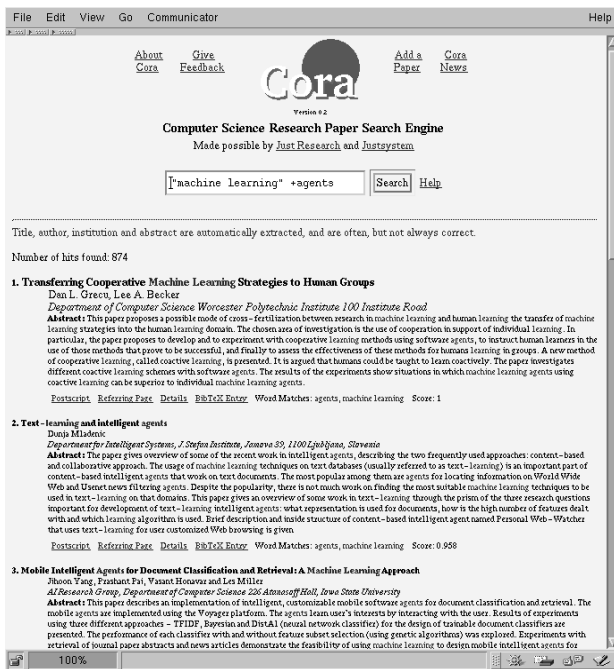 File Edit View Go Communicator Help
About Cora
Give Feedback
Cora
Add a Paper
Cora News
Version 0.2
Computer Science Research Paper Search Engine
Made possible by Just Research and Justsystem
"machine learning" +agents Search Help
Title, author, institution and abstract are automatically extracted, and are often, but not always correct.
Number of hits found: 874
1. Transferring Cooperative Machine Learning Strategies to Human Groups
Dan L. Grecu, Lee A. Becker
Department of Computer Science Worcester Polytechnic Institute 100 Institute Road
Abstract: This paper proposes a possible mode of cross-fertilization between research in machine learning and human learning the transfer of machine
learning strategies into the human learning domain. The chosen area of investigation is the use of cooperation in support of individual learning. In
particular, the paper proposes to develop and to experiment with cooperative learning methods using software agents, to instruct human learners in the
use of those methods that prove to be successful, and finally to assess the effectiveness of these methods for humans learning in groups. A new method
of cooperative learning, called coactive learning, is presented. It is argued that humans could be taught to learn coactively. The paper investigates
different coactive learning schemes with software agents. The results of the experiments show situations in which machine learning agents using
coactive learning can be superior to individual machine learning agents.
Postscript Referring Page Details BibTeX Entry Word Matches: agents, machine learning Score: 1
2. Text-learning and intelligent agents
Dunja Mladenic
Department for Intelligent Systems, J.Stefan Institute, Jamova 39, 1100 Ljubljana, Slovenia
Abstract: The paper gives overview of some of the recent work in intelligent agents, describing the two frequently used approaches: content-based
and collaborative approach. The usage of machine learning techniques on text databases (usually referred to as text-learning) is an important part of
content-based intelligent agents that work on text documents. The most popular among them are agents for locating information on World Wide
Web and Usenet news filtering agents. Despite the popularity, there is not much work on finding the most suitable machine learning techniques to be
used in text-learning on that domains. This paper gives an overview of some work in text-learning through the prism of the three research questions
important for development of text-learning intelligent agents: what representation is used for documents, how is the high number of features dealt
with and which learning algorithm is used. Brief description and inside structure of content-based intelligent agent named Personal Web-Watcher
that uses text-learning for user customized Web browsing is given
Postscript Referring Page Details BibTeX Entry Word Matches: agents, machine learning Score: 0.958
3. Mobile Intelligent Agents for Document Classification and Retrieval: A Machine Learning Approach
Jihoon Yang, Prashant Pai, Vasant Honavar and Les Miller
AI Research Group, Department of Computer Science 226 Atanasoff Hall, Iowa State University
Abstract: This paper describes an implementation of intelligent, customizable mobile software agents for document classification and retrieval. The
mobile agents are implemented using the Voyager platform. The agents learn user's interests by interacting with the user. Results of experiments
using three different approaches - TFIDF, Bayesian and DistAl (neural network classifier) for the design of trainable document classifiers are
presented. The performance of each classifier with and without feature subset selection (using genetic algorithms) was explored. Experiments with
retrieval of journal paper abstracts and news articles demonstrate the feasibility of using machine learning to design mobile intelligent agents for
100%